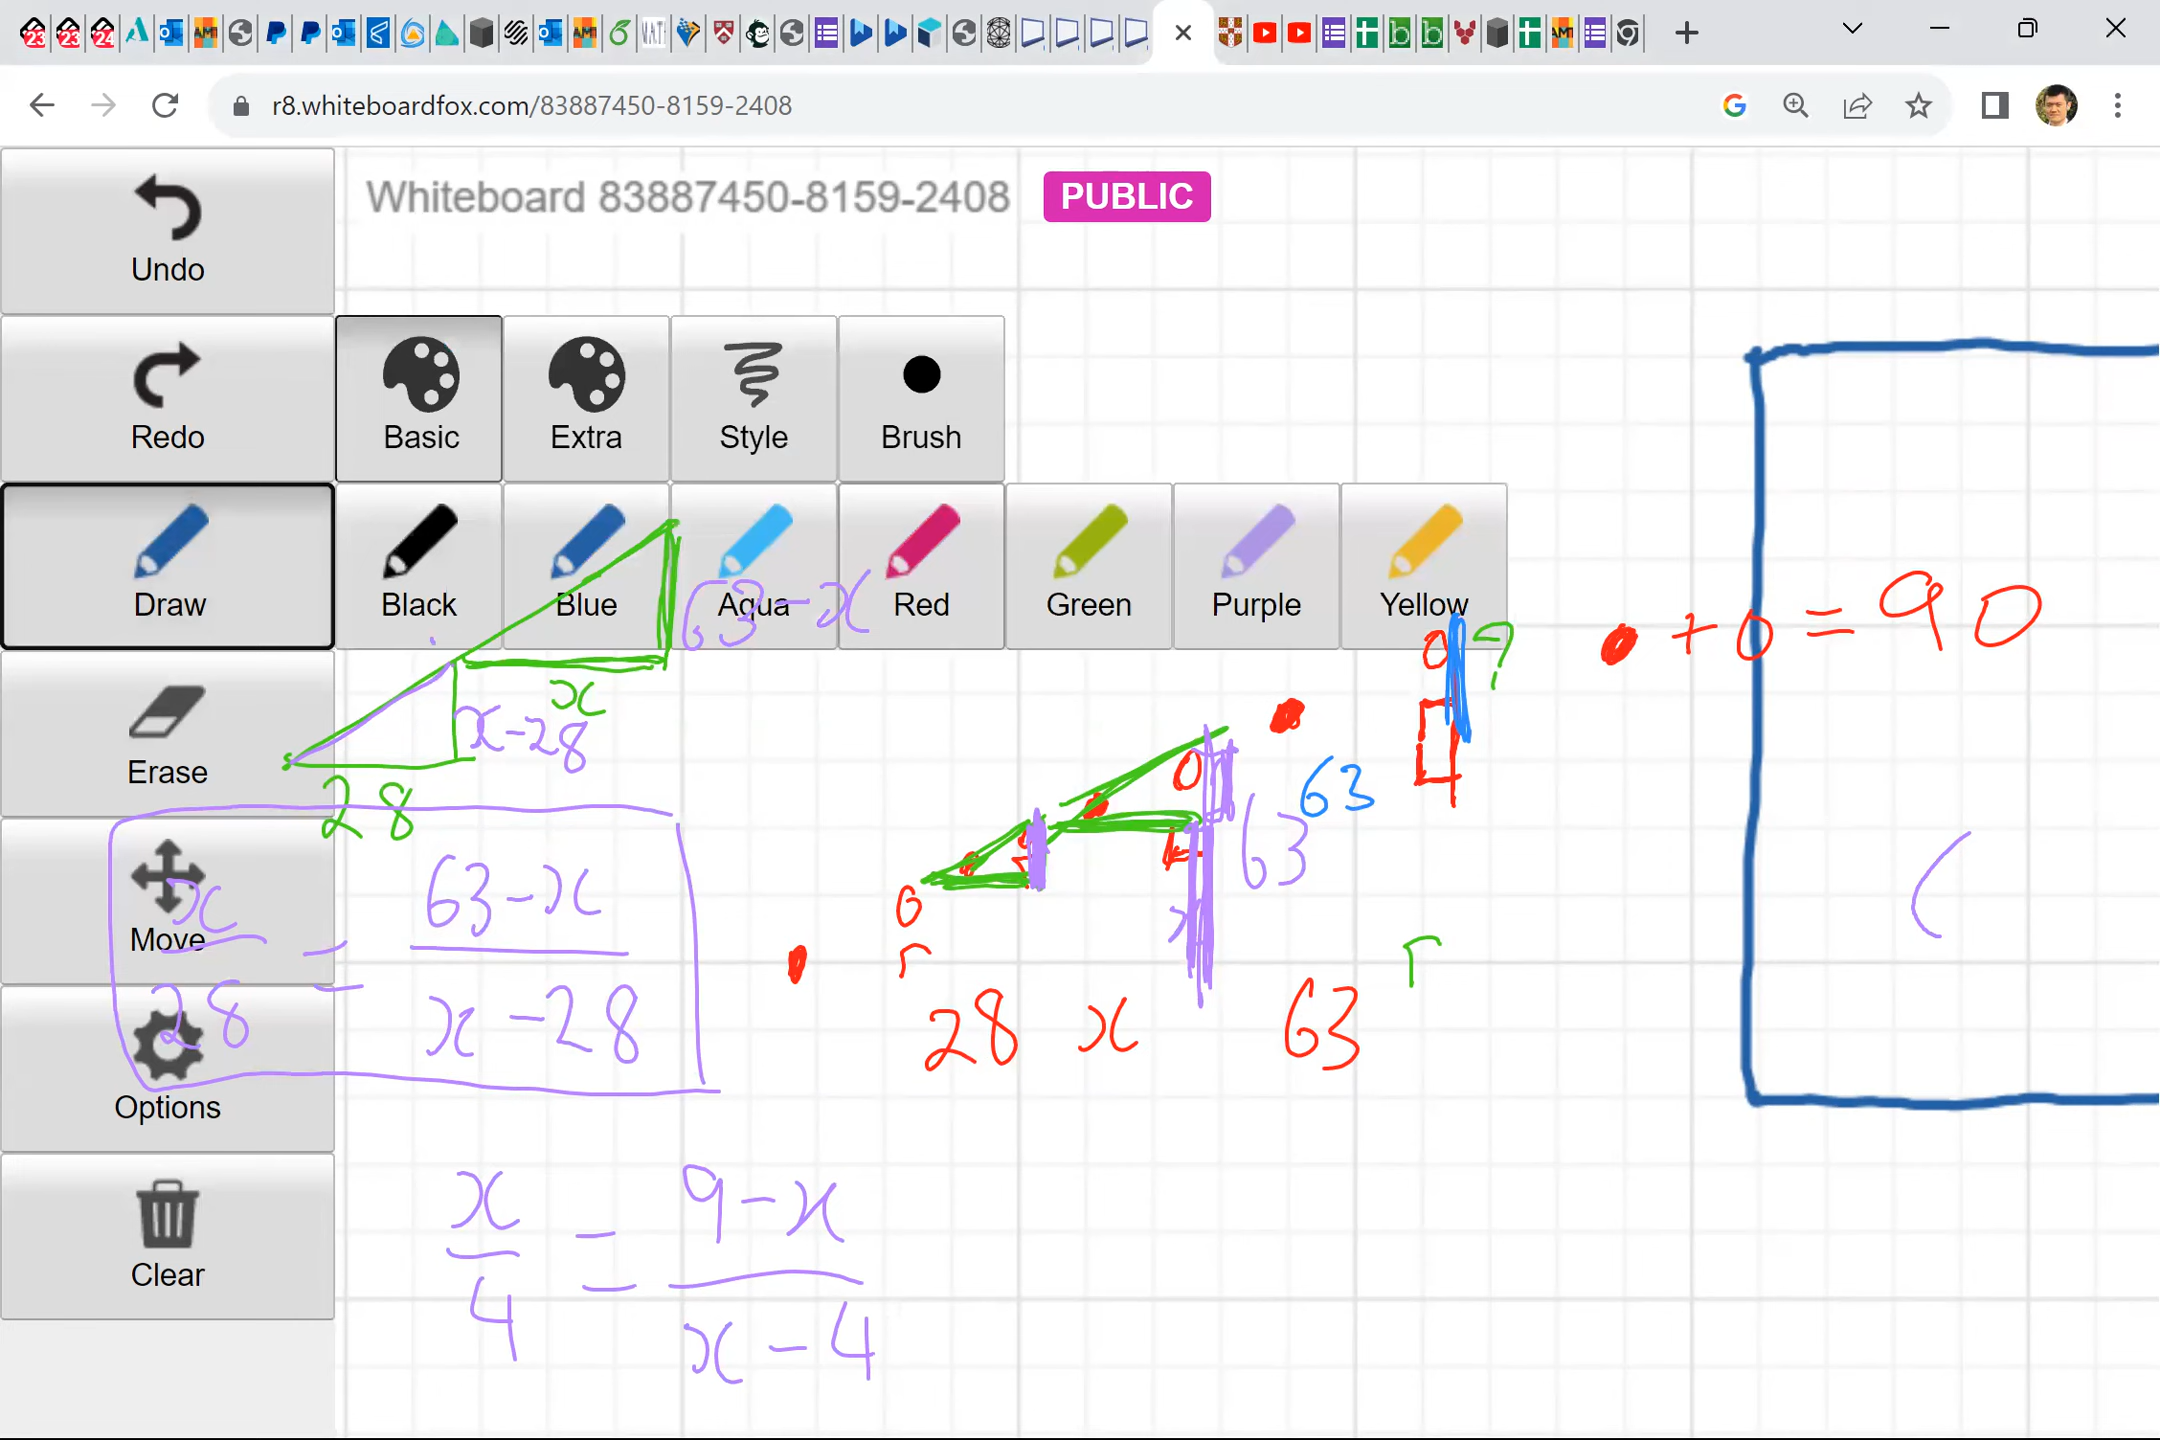 r8.whiteboardfox.com/83887450-8159-2408
Whiteboard 83887450-8159-2408 PUBLIC
Undo
Redo
Basic
Extra
Style
Brush
Draw
Black
Blue
Aqua
Red
Green
Purple
Yellow
Erase
Move
Options
Clear
63-x
x
x-28
28
x/28 = 63-x/x-28
x/4 = 9-x/x-4
?
+ 0 = 90
63
63
x
28 x 63
(